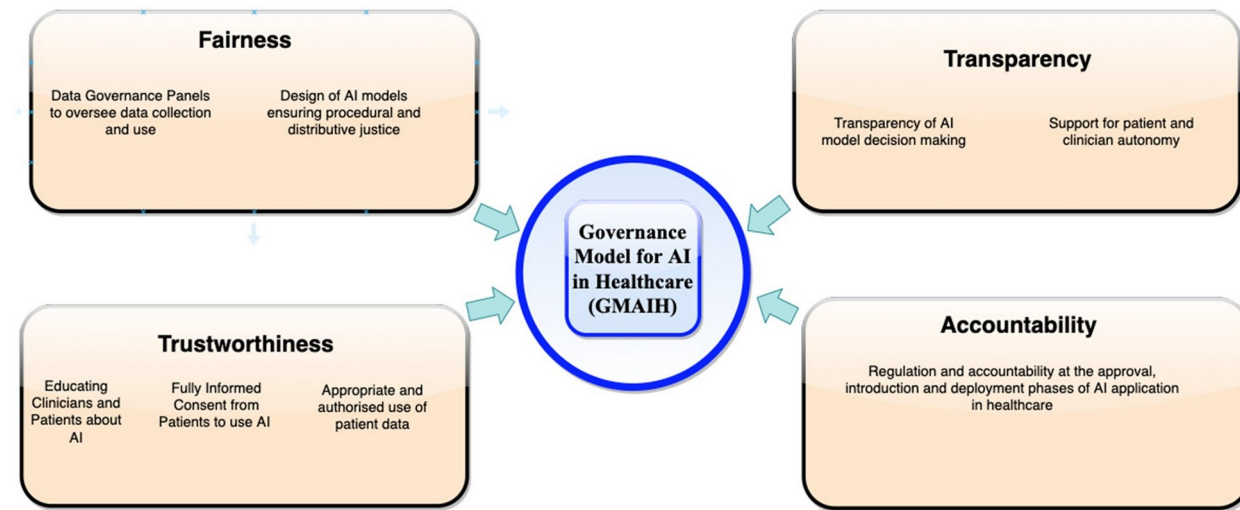 Fairness
Data Governance Panels
to oversee data collection
and use
Design of AI models
ensuring procedural and
distributive justice
Transparency
Transparency of AI
model decision making
Support for patient and
clinician autonomy
Governance
Model for AI
in Healthcare
(GMAIH)
Trustworthiness
Educating
Clinicians and
Patients about
AI
Fully Informed
Consent from
Patients to use AI
Appropriate and
authorised use of
patient data
Accountability
Regulation and accountability at the approval,
introduction and deployment phases of AI application
in healthcare